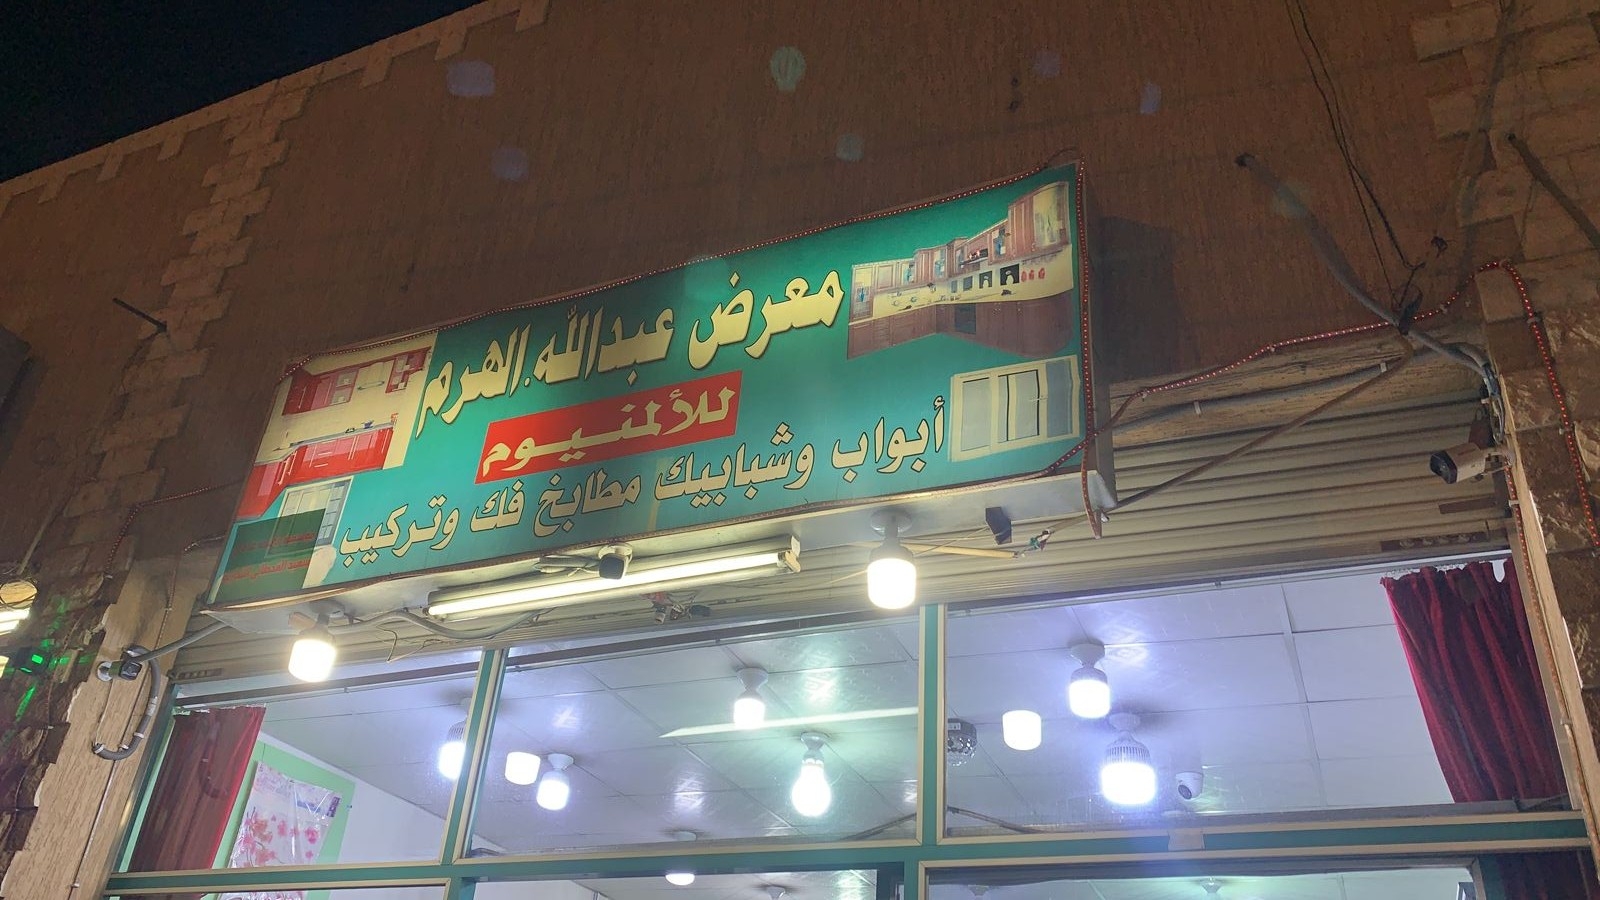 معرض عبدالله الهرم
للألمنيوم
أبواب وشبابيك مطابخ فك وتركيب